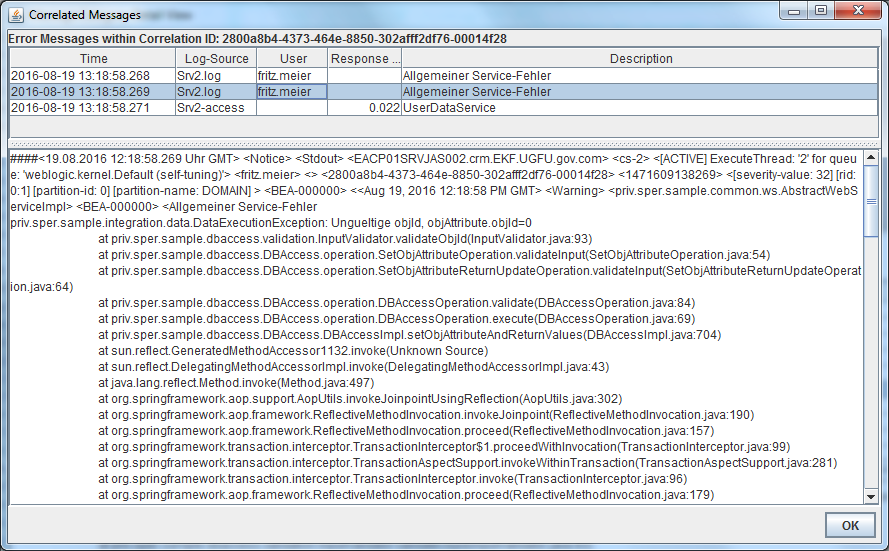 Correlated Messages
Error Messages within Correlation ID: 2800a8b4-4373-464e-8850-302afff2df76-00014f28
Time Log-Source User Response ... Description
2016-08-19 13:18:58.268 Srv2.log fritz.meier Allgemeiner Service-Fehler
2016-08-19 13:18:58.269 Srv2.log fritz.meier Allgemeiner Service-Fehler
2016-08-19 13:18:58.271 Srv2-access 0.022 UserDataService
####<19.08.2016 12:18:58.269 Uhr GMT> <Notice> <Stdout> <EACP01SRVJAS002.crm.EKF.UGFU.gov.com> <cs-2> <[ACTIVE] ExecuteThread: '2' for queu
e: 'weblogic.kernel.Default (self-tuning)'> <fritz.meier> <> <2800a8b4-4373-464e-8850-302afff2df76-00014f28> <1471609138269> <[severity-value: 32] [rid:
0:1] [partition-id: 0] [partition-name: DOMAIN] > <BEA-000000> <<Aug 19, 2016 12:18:58 PM GMT> <Warning> <priv.sper.sample.common.ws.AbstractWebS
erviceImpl> <BEA-000000> <Allgemeiner Service-Fehler
priv.sper.sample.integration.data.DataExecutionException: Ungueltige objId, objAttribute.objId=0
at priv.sper.sample.dbaccess.validation.InputValidator.validateObjId(InputValidator.java:93)
at priv.sper.sample.dbaccess.DBAccess.operation.SetObjAttributeOperation.validateInput(SetObjAttributeOperation.java:54)
at priv.sper.sample.dbaccess.DBAccess.operation.SetObjAttributeReturnUpdateOperation.validateInput(SetObjAttributeReturnUpdateOperat
ion.java:64)
at priv.sper.sample.dbaccess.DBAccess.operation.DBAccessOperation.validate(DBAccessOperation.java:84)
at priv.sper.sample.dbaccess.DBAccess.operation.DBAccessOperation.execute(DBAccessOperation.java:69)
at priv.sper.sample.dbaccess.DBAccess.DBAccessImpl.setObjAttributeAndReturnValues(DBAccessImpl.java:704)
at sun.reflect.GeneratedMethodAccessor1132.invoke(Unknown Source)
at sun.reflect.DelegatingMethodAccessorImpl.invoke(DelegatingMethodAccessorImpl.java:43)
at java.lang.reflect.Method.invoke(Method.java:497)
at org.springframework.aop.support.AopUtils.invokeJoinpointUsingReflection(AopUtils.java:302)
at org.springframework.aop.framework.ReflectiveMethodInvocation.invokeJoinpoint(ReflectiveMethodInvocation.java:190)
at org.springframework.aop.framework.ReflectiveMethodInvocation.proceed(ReflectiveMethodInvocation.java:157)
at org.springframework.transaction.interceptor.TransactionInterceptor$1.proceedWithInvocation(TransactionInterceptor.java:99)
at org.springframework.transaction.interceptor.TransactionAspectSupport.invokeWithinTransaction(TransactionAspectSupport.java:281)
at org.springframework.transaction.interceptor.TransactionInterceptor.invoke(TransactionInterceptor.java:96)
at org.springframework.aop.framework.ReflectiveMethodInvocation.proceed(ReflectiveMethodInvocation.java:179)
OK